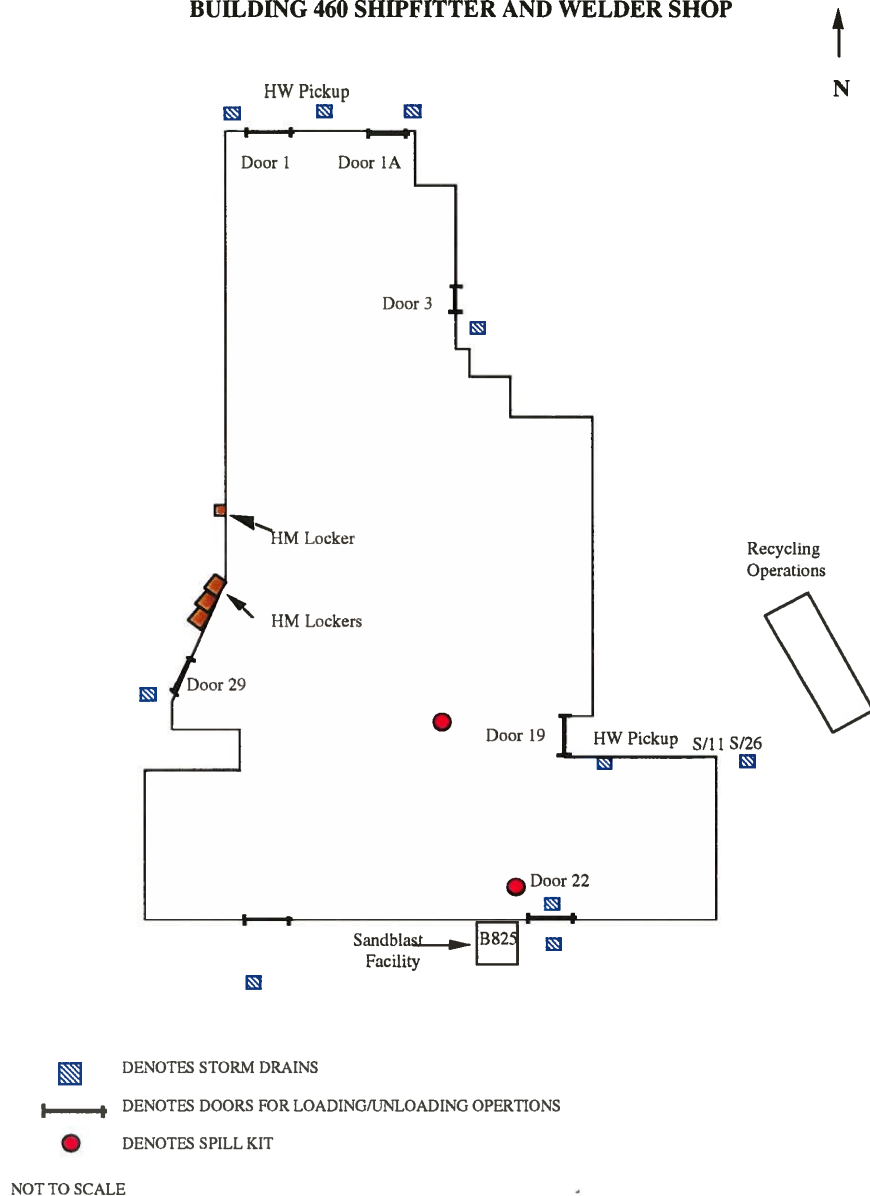 BUILDING 460 SHIPFITTER AND WELDER SHOP
N
HW Pickup
Door 1
Door 1A
Door 3
HM Locker
Recycling
Operations
HM Lockers
Door 29
Door 19
HW Pickup
S/11 S/26
Door 22
Sandblast
Facility
B825
DENOTES STORM DRAINS
DENOTES DOORS FOR LOADING/UNLOADING OPERTIONS
DENOTES SPILL KIT
NOT TO SCALE